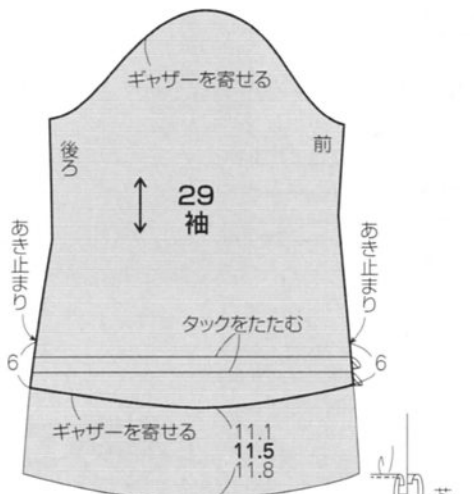 ギャザーを寄せる
後ろ
前
29
袖
あき止まり
あき止まり
タックをたたむ
6
6
ギャザーを寄せる
11.1
11.5
11.8